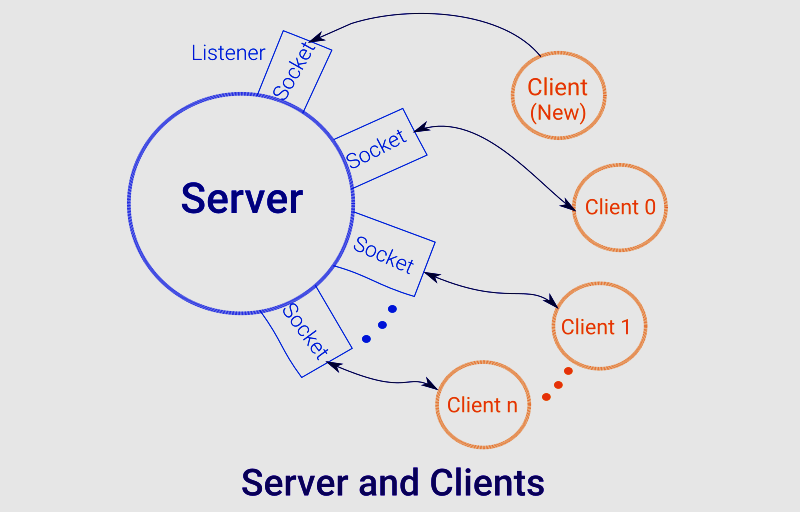 Listener
Socket
Client
(New)
Socket
Server
Client 0
Socket
Client 1
Socket
Client n
Server and Clients